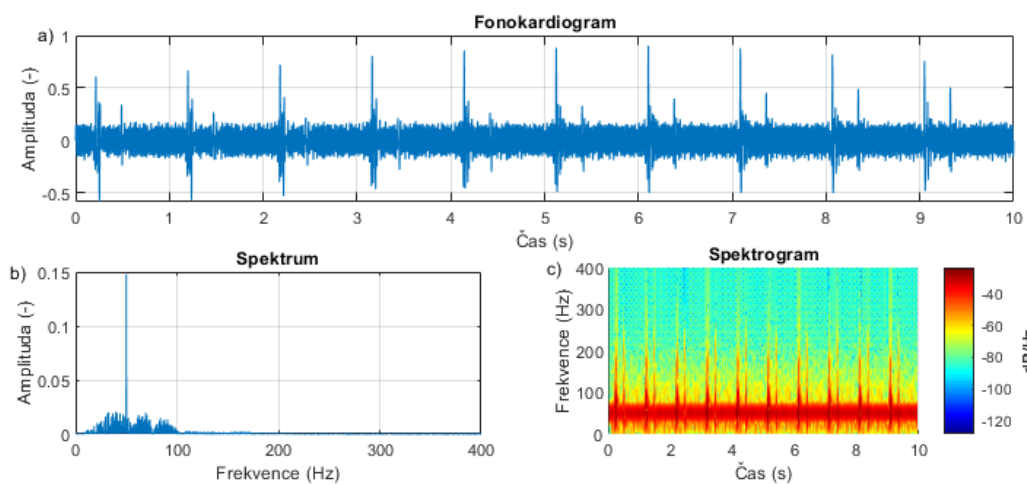 Fonokardiogram
a)
1
0.5
0
-0.5
Amplituda (-)
0 1 2 3 4 5 6 7 8 9 10
Čas (s)
b)
Spektrum
0.15
0.1
0.05
0
Amplituda (-)
0 100 200 300 400
Frekvence (Hz)
c)
Spektrogram
400
300
200
100
0
Frekvence (Hz)
0 2 4 6 8 10
Čas (s)
-40
-60
-80
-100
-120